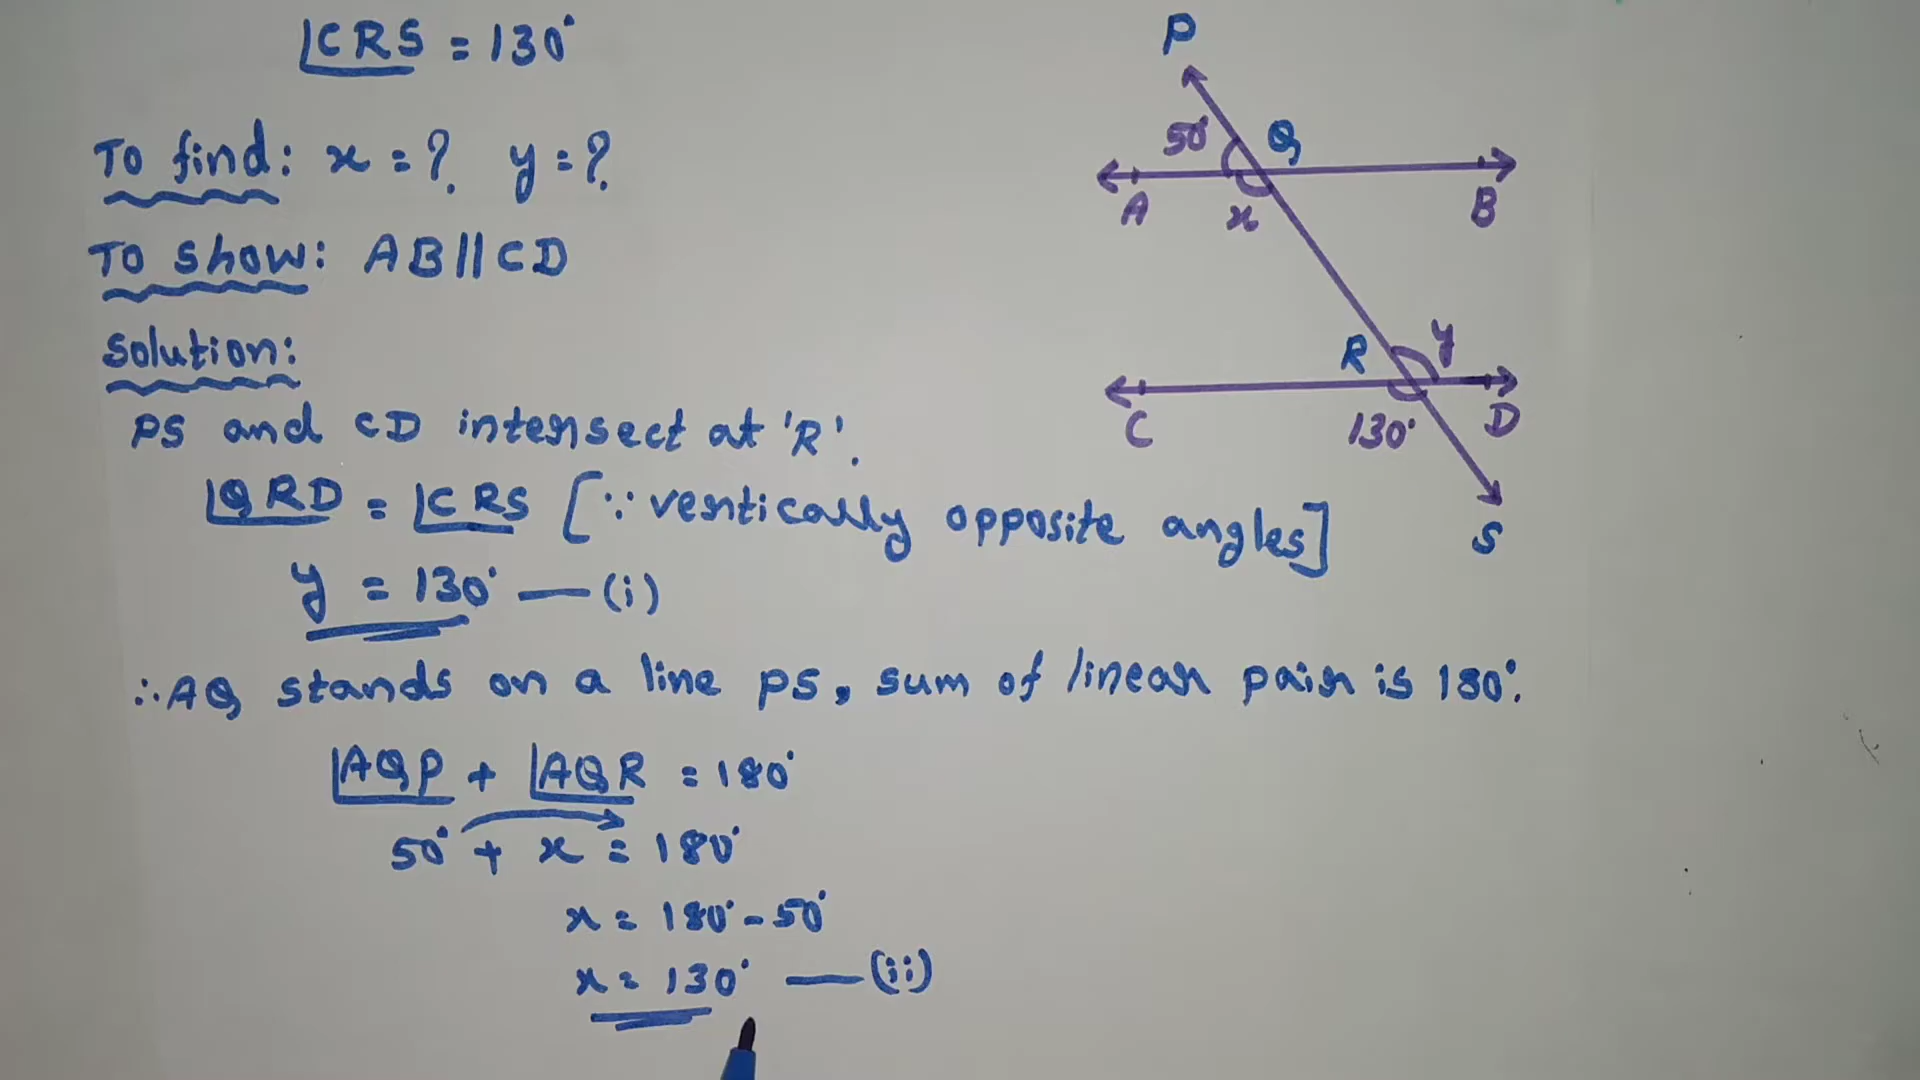 ∠CRS = 130°
To find: x = ? y = ?
To show: AB || CD
Solution:
PS and CD intersect at 'R'.
∠QRD = ∠CRS [∵ vertically opposite angles]
y = 130° — (i)
∴ AQ stands on a line PS, sum of linear pair is 180°.
∠AQP + ∠AQR = 180°
50° + x = 180°
x = 180° - 50°
x = 130° — (ii)
P
50° Q
A x B
R y
C 130° D
S